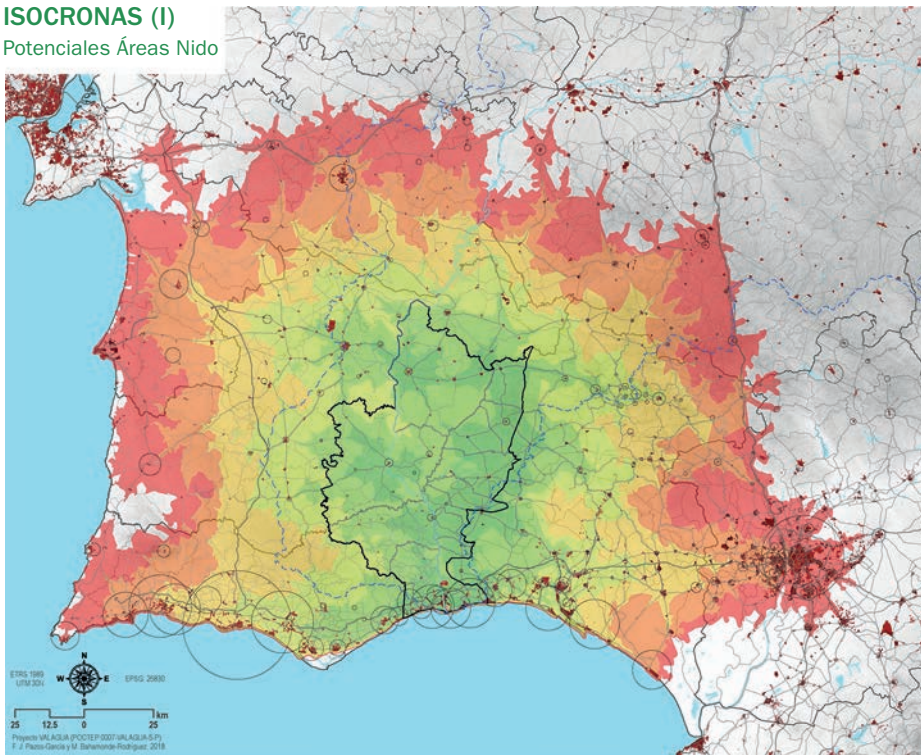 ISOCRONAS (I)
Potenciales Áreas Nido
N
W E
S
ETRS 1989
UTM 30N
EPSG 25830
km
25 12.5 0 25
Proyecto VALAGUA (POCTEP 0007-VALAGUA-5-P)
F. J. Pazos-García y M. Bahamonde-Rodríguez, 2018